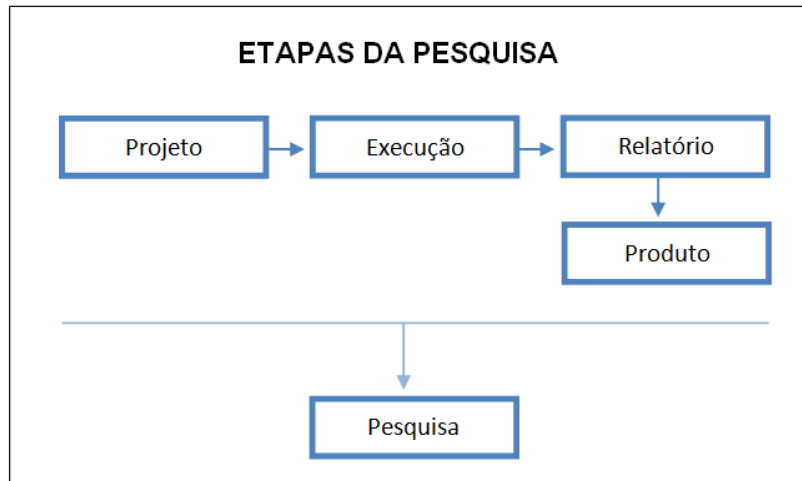 ETAPAS DA PESQUISA
Projeto
Execução
Relatório
Produto
Pesquisa